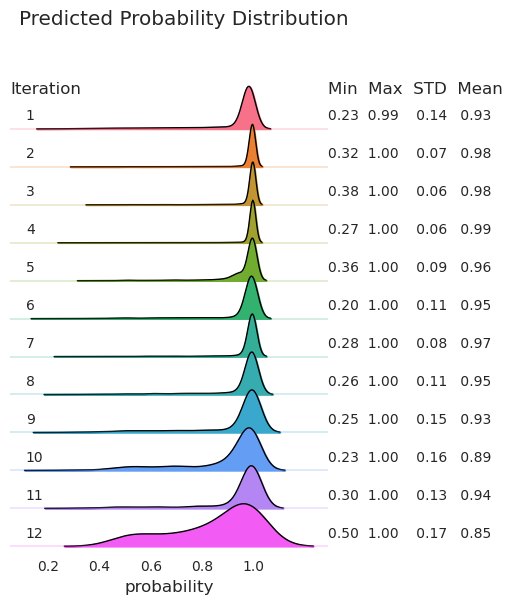 Predicted Probability Distribution
Iteration Min Max STD Mean
1 0.23 0.99 0.14 0.93
2 0.32 1.00 0.07 0.98
3 0.38 1.00 0.06 0.98
4 0.27 1.00 0.06 0.99
5 0.36 1.00 0.09 0.96
6 0.20 1.00 0.11 0.95
7 0.28 1.00 0.08 0.97
8 0.26 1.00 0.11 0.95
9 0.25 1.00 0.15 0.93
10 0.23 1.00 0.16 0.89
11 0.30 1.00 0.13 0.94
12 0.50 1.00 0.17 0.85
0.2 0.4 0.6 0.8 1.0
probability